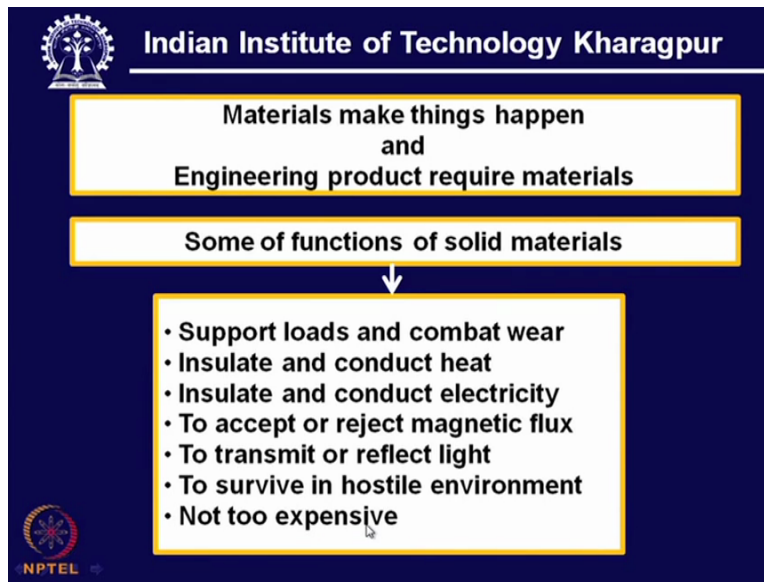 Indian Institute of Technology Kharagpur
Materials make things happen
and
Engineering product require materials
Some of functions of solid materials
• Support loads and combat wear
• Insulate and conduct heat
• Insulate and conduct electricity
• To accept or reject magnetic flux
• To transmit or reflect light
• To survive in hostile environment
• Not too expensive
NPTEL